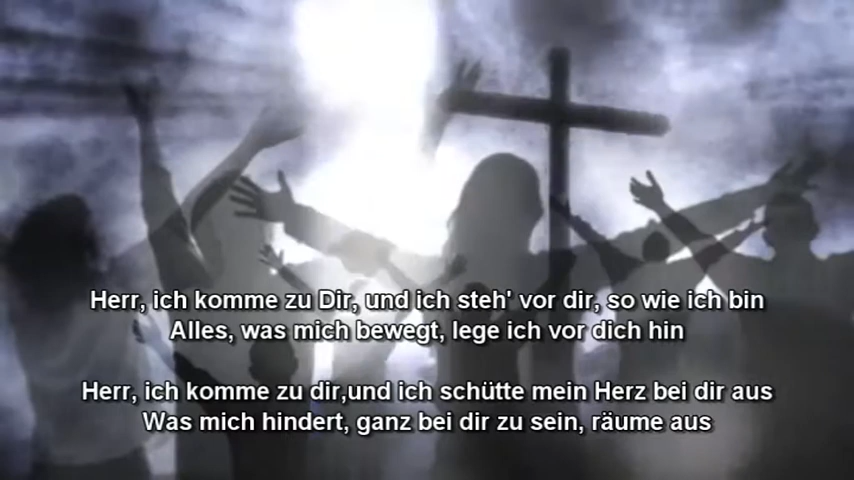 Herr, ich komme zu Dir, und ich steh' vor dir, so wie ich bin
Alles, was mich bewegt, lege ich vor dich hin
Herr, ich komme zu dir,und ich schütte mein Herz bei dir aus
Was mich hindert, ganz bei dir zu sein, räume aus